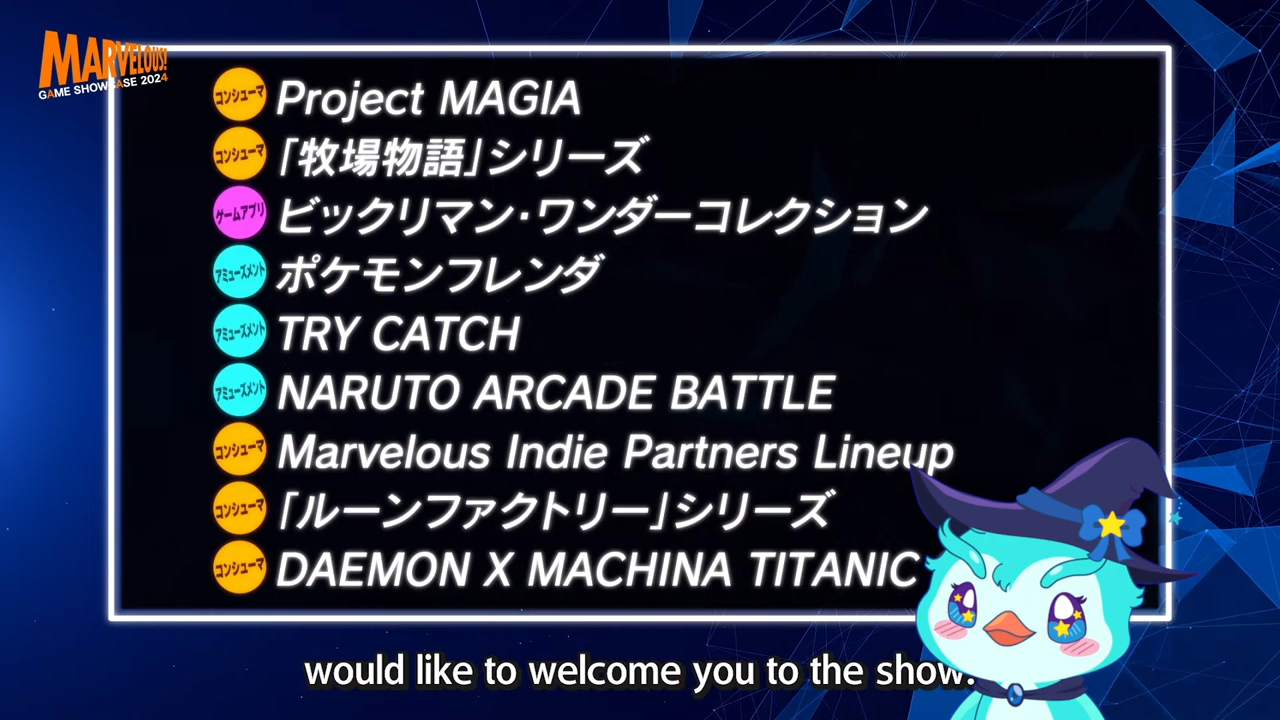 MARVELOUS!
GAME SHOWCASE 2024
コンシューマ Project MAGIA
コンシューマ 「牧場物語」シリーズ
ゲームアプリ ビックリマン・ワンダーコレクション
アミューズメント ポケモンフレンダ
アミューズメント TRY CATCH
アミューズメント NARUTO ARCADE BATTLE
コンシューマ Marvelous Indie Partners Lineup
コンシューマ 「ルーンファクトリー」シリーズ
コンシューマ DAEMON X MACHINA TITANIC
would like to welcome you to the show.